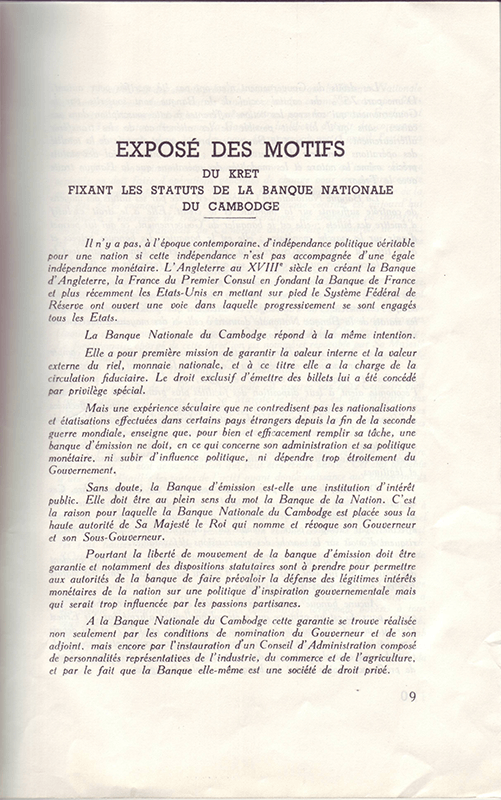 EXPOSÉ DES MOTIFS
DU KRET
FIXANT LES STATUTS DE LA BANQUE NATIONALE
DU CAMBODGE
Il n'y a pas, à l'époque contemporaine, d'indépendance politique véritable
pour une nation si cette indépendance n'est pas accompagnée d'une égale
indépendance monétaire. L'Angleterre au XVIIIe siècle en créant la Banque
d'Angleterre, la France du Premier Consul en fondant la Banque de France
et plus récemment les Etats-Unis en mettant sur pied le Système Fédéral de
Réserve ont ouvert une voie dans laquelle progressivement se sont engagés
tous les Etats.
La Banque Nationale du Cambodge répond à la même intention.
Elle a pour première mission de garantir la valeur interne et la valeur
externe du riel, monnaie nationale, et à ce titre elle a la charge de la
circulation fiduciaire. Le droit exclusif d'émettre des billets lui a été concédé
par privilège spécial.
Mais une expérience séculaire que ne contredisent pas les nationalisations
et étatisations effectuées dans certains pays étrangers depuis la fin de la seconde
guerre mondiale, enseigne que, pour bien et efficacement remplir sa tâche, une
banque d'émission ne doit, en ce qui concerne son administration et sa politique
monétaire, ni subir d'influence politique, ni dépendre trop étroitement du
Gouvernement.
Sans doute, la Banque d'émission est-elle une institution d'intérêt
public. Elle doit être au plein sens du mot la Banque de la Nation. C'est
la raison pour laquelle la Banque Nationale du Cambodge est placée sous la
haute autorité de Sa Majesté le Roi qui nomme et révoque son Gouverneur
et son Sous-Gouverneur.
Pourtant la liberté de mouvement de la banque d'émission doit être
garantie et notamment des dispositions statutaires sont à prendre pour permettre
aux autorités de la banque de faire prévaloir la défense des légitimes intérêts
monétaires de la nation sur une politique d'inspiration gouvernementale mais
qui serait trop influencée par les passions partisanes.
A la Banque Nationale du Cambodge cette garantie se trouve réalisée
non seulement par les conditions de nomination du Gouverneur et de son
adjoint, mais encore par l'instauration d'un Conseil d'Administration composé
de personnalités représentatives de l'industrie, du commerce et de l'agriculture,
et par le fait que la Banque elle-même est une société de droit privé.
9